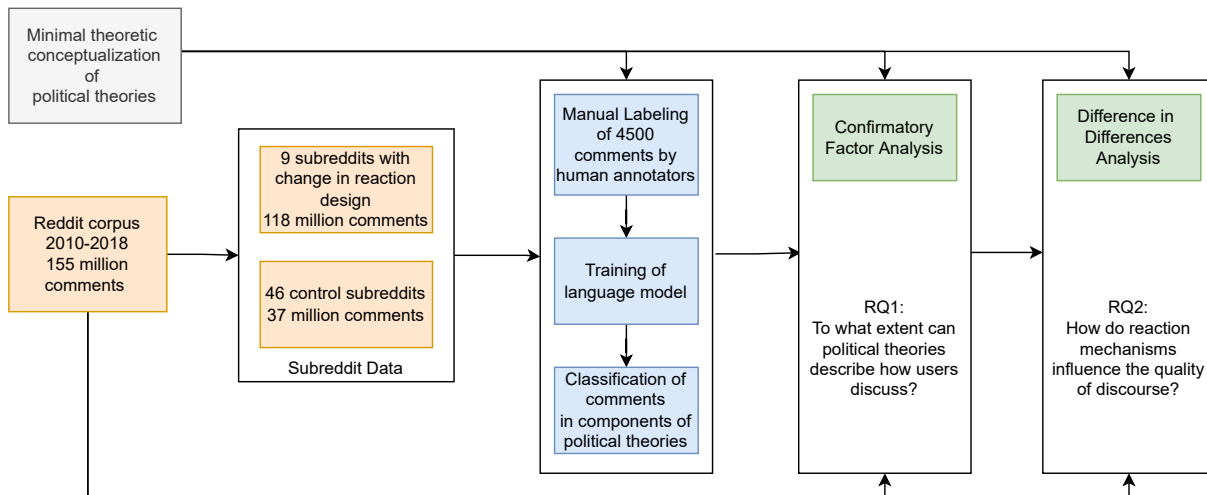 Minimal theoretic
conceptualization
of
political theories
Reddit corpus
2010-2018
155 million
comments
9 subreddits with
change in reaction
design
118 million comments
46 control subreddits
37 million comments
Subreddit Data
Manual Labeling
of 4500
comments by
human annotators
Training of
language model
Classification of
comments
in components of
political theories
Confirmatory
Factor Analysis
RQ1:
To what extent can
political theories
describe how users
discuss?
Difference in
Differences
Analysis
RQ2:
How do reaction
mechanisms
influence the quality
of discourse?